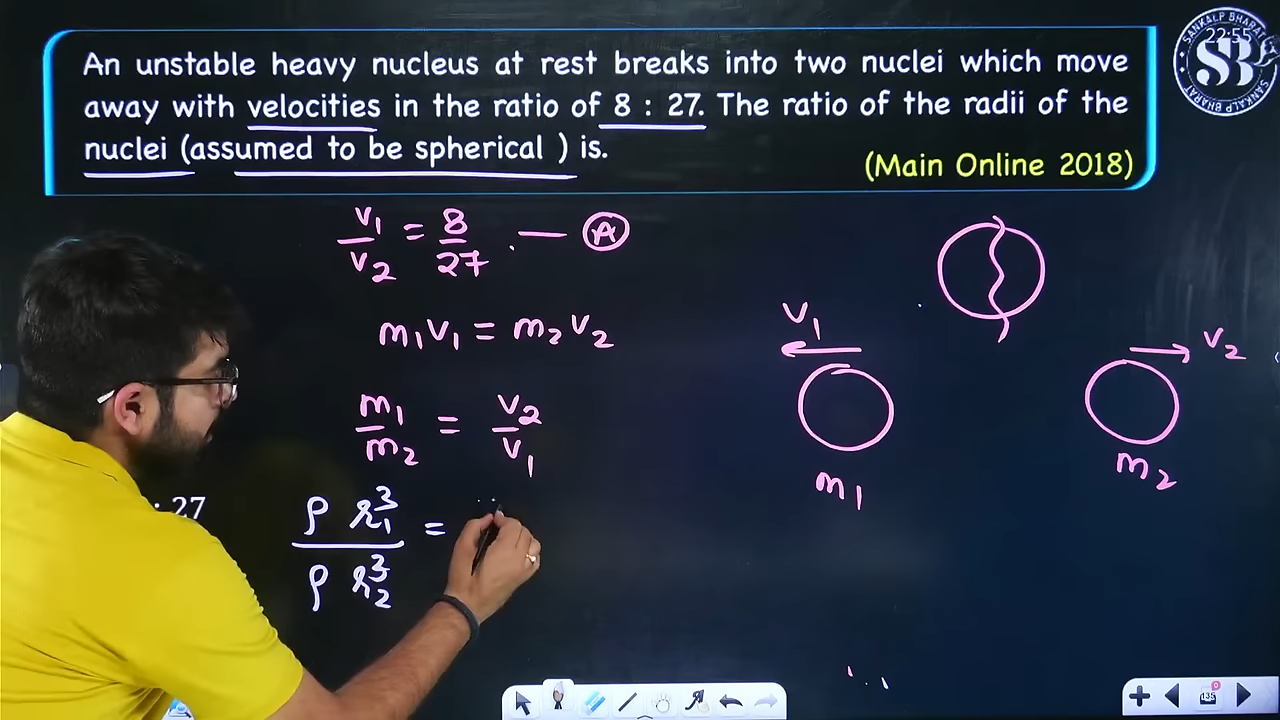 An unstable heavy nucleus at rest breaks into two nuclei which move
away with velocities in the ratio of 8 : 27. The ratio of the radii of the
nuclei (assumed to be spherical ) is.
(Main Online 2018)
SANKALP BHARAT
22:55
SB
SANKALP BHARAT
v₁/v₂ = 8/27 . — Ⓐ
m₁v₁ = m₂v₂
m₁/m₂ = v₂/v₁
ρ r₁³ / ρ r₂³ =
: 27
v₁
v₂
m₁
m₂